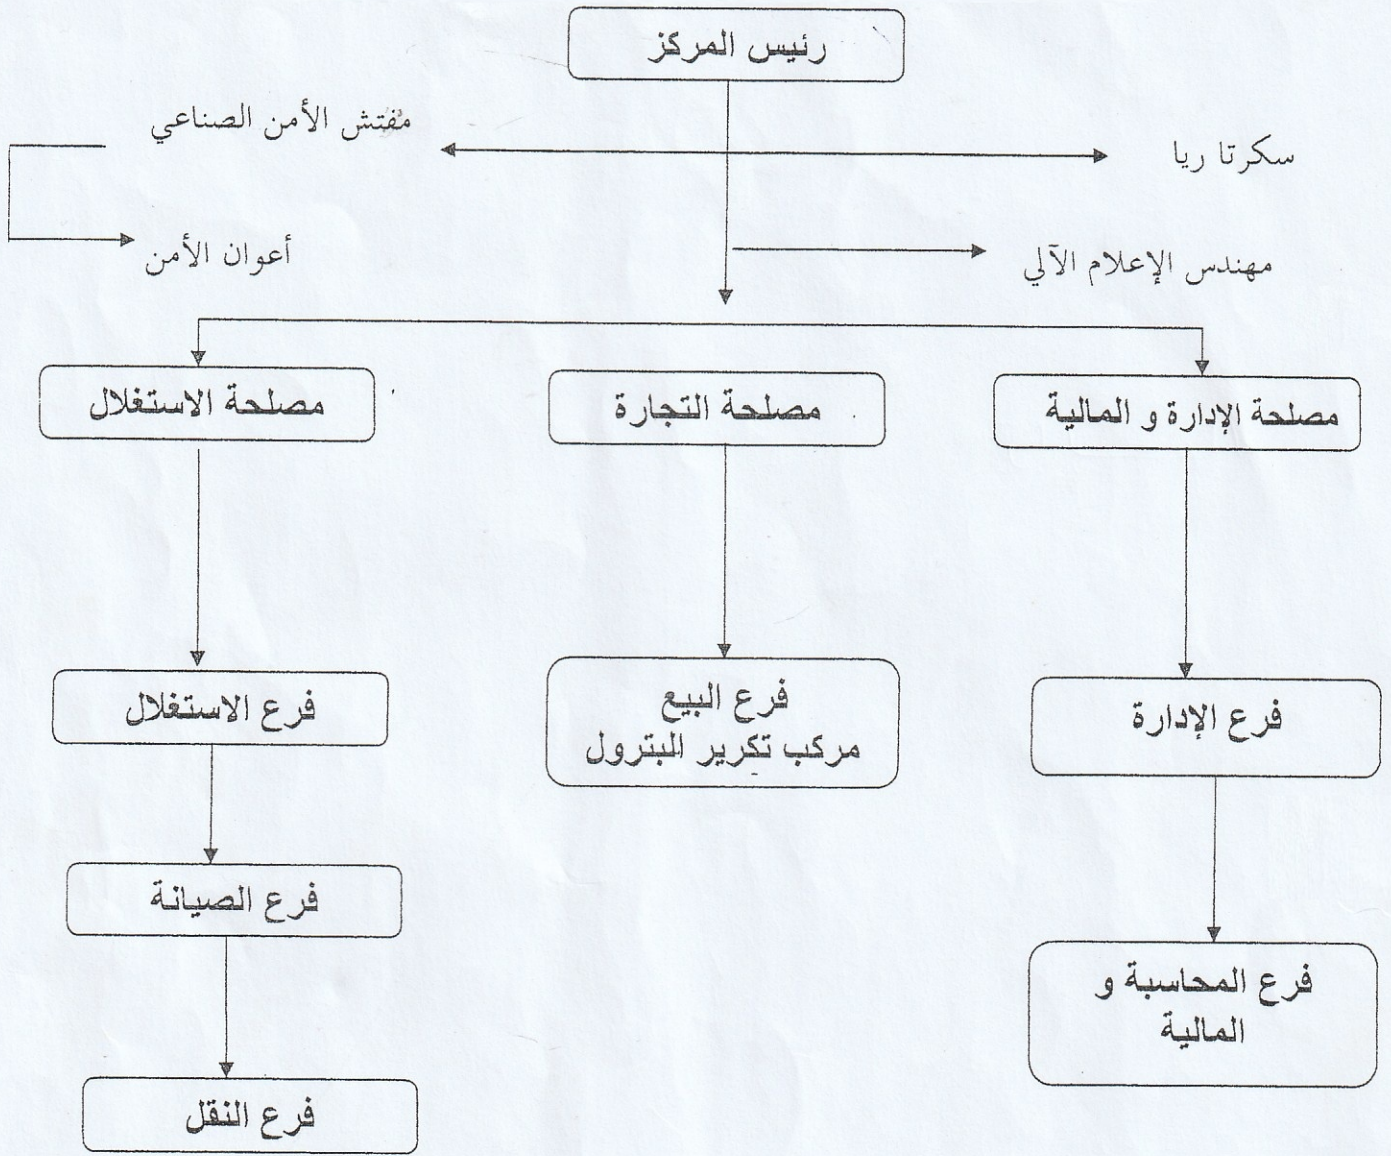 رئيس المركز
مفتش الأمن الصناعي
سكرتا ريا
أعوان الأمن
مهندس الإعلام الآلي
مصلحة الإدارة و المالية
مصلحة التجارة
مصلحة الاستغلال
فرع الإدارة
فرع البيع
مركب تكرير البترول
فرع الاستغلال
فرع الصيانة
فرع المحاسبة و
المالية
فرع النقل